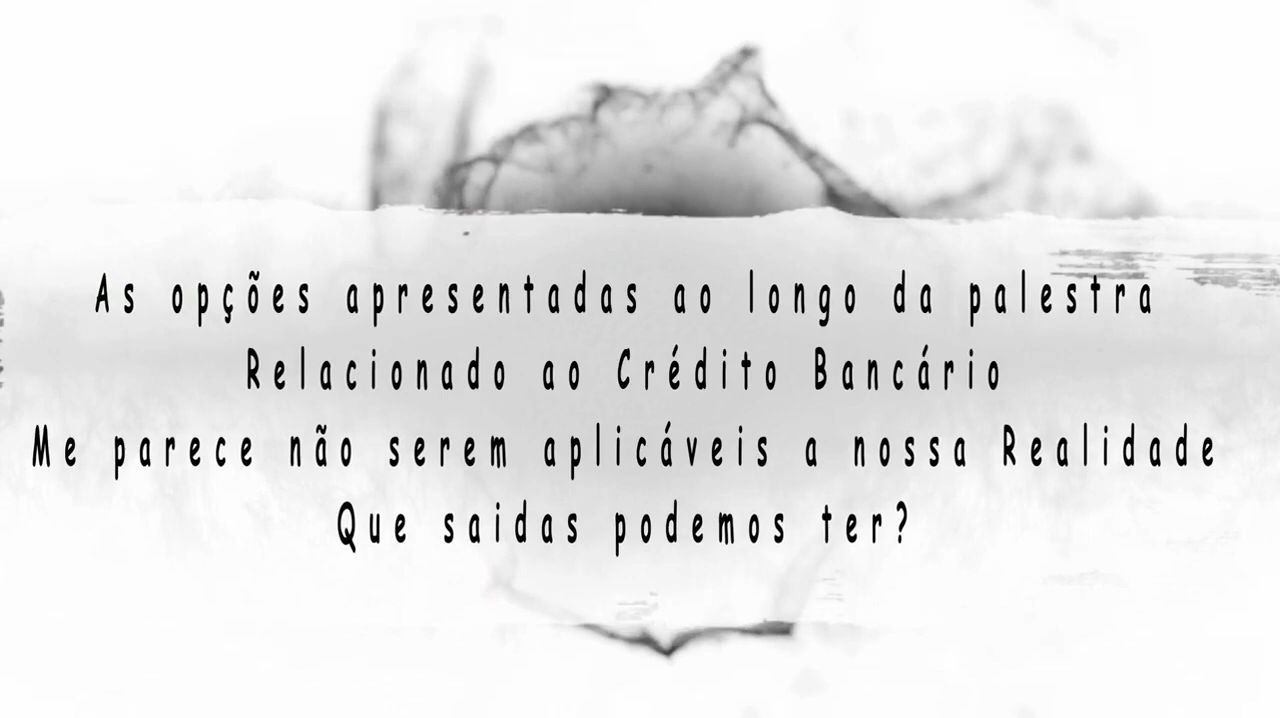 As opções apresentadas ao longo da palestra
Relacionado ao Crédito Bancário
Me parece não serem aplicáveis a nossa Realidade
Que saidas podemos ter?